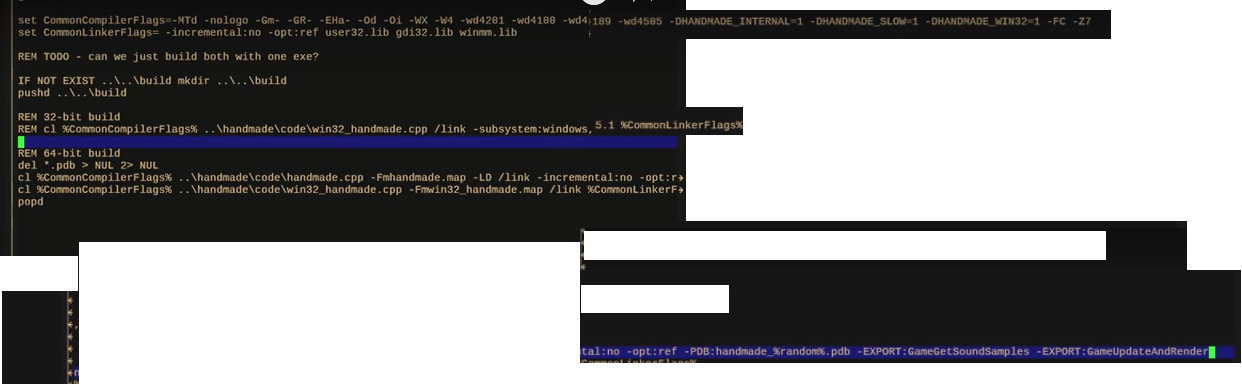 set CommonCompilerFlags=-MTd -nologo -Gm- -GR- -EHa- -Od -Oi -WX -W4 -wd4201 -wd4100 -wd4189 -wd4505 -DHANDMADE_INTERNAL=1 -DHANDMADE_SLOW=1 -DHANDMADE_WIN32=1 -FC -Z7
set CommonLinkerFlags= -incremental:no -opt:ref user32.lib gdi32.lib winmm.lib
REM TODO - can we just build both with one exe?
IF NOT EXIST ..\..\build mkdir ..\..\build
pushd ..\..\build
REM 32-bit build
REM cl %CommonCompilerFlags% ..\handmade\code\win32_handmade.cpp /link -subsystem:windows,5.1 %CommonLinkerFlags%
REM 64-bit build
del *.pdb > NUL 2> NUL
cl %CommonCompilerFlags% ..\handmade\code\handmade.cpp -Fmhandmade.map -LD /link -incremental:no -opt:r
cl %CommonCompilerFlags% ..\handmade\code\win32_handmade.cpp -Fmwin32_handmade.map /link %CommonLinkerF
popd
tal:no -opt:ref -PDB:handmade_%random%.pdb -EXPORT:GameGetSoundSamples -EXPORT:GameUpdateAndRender